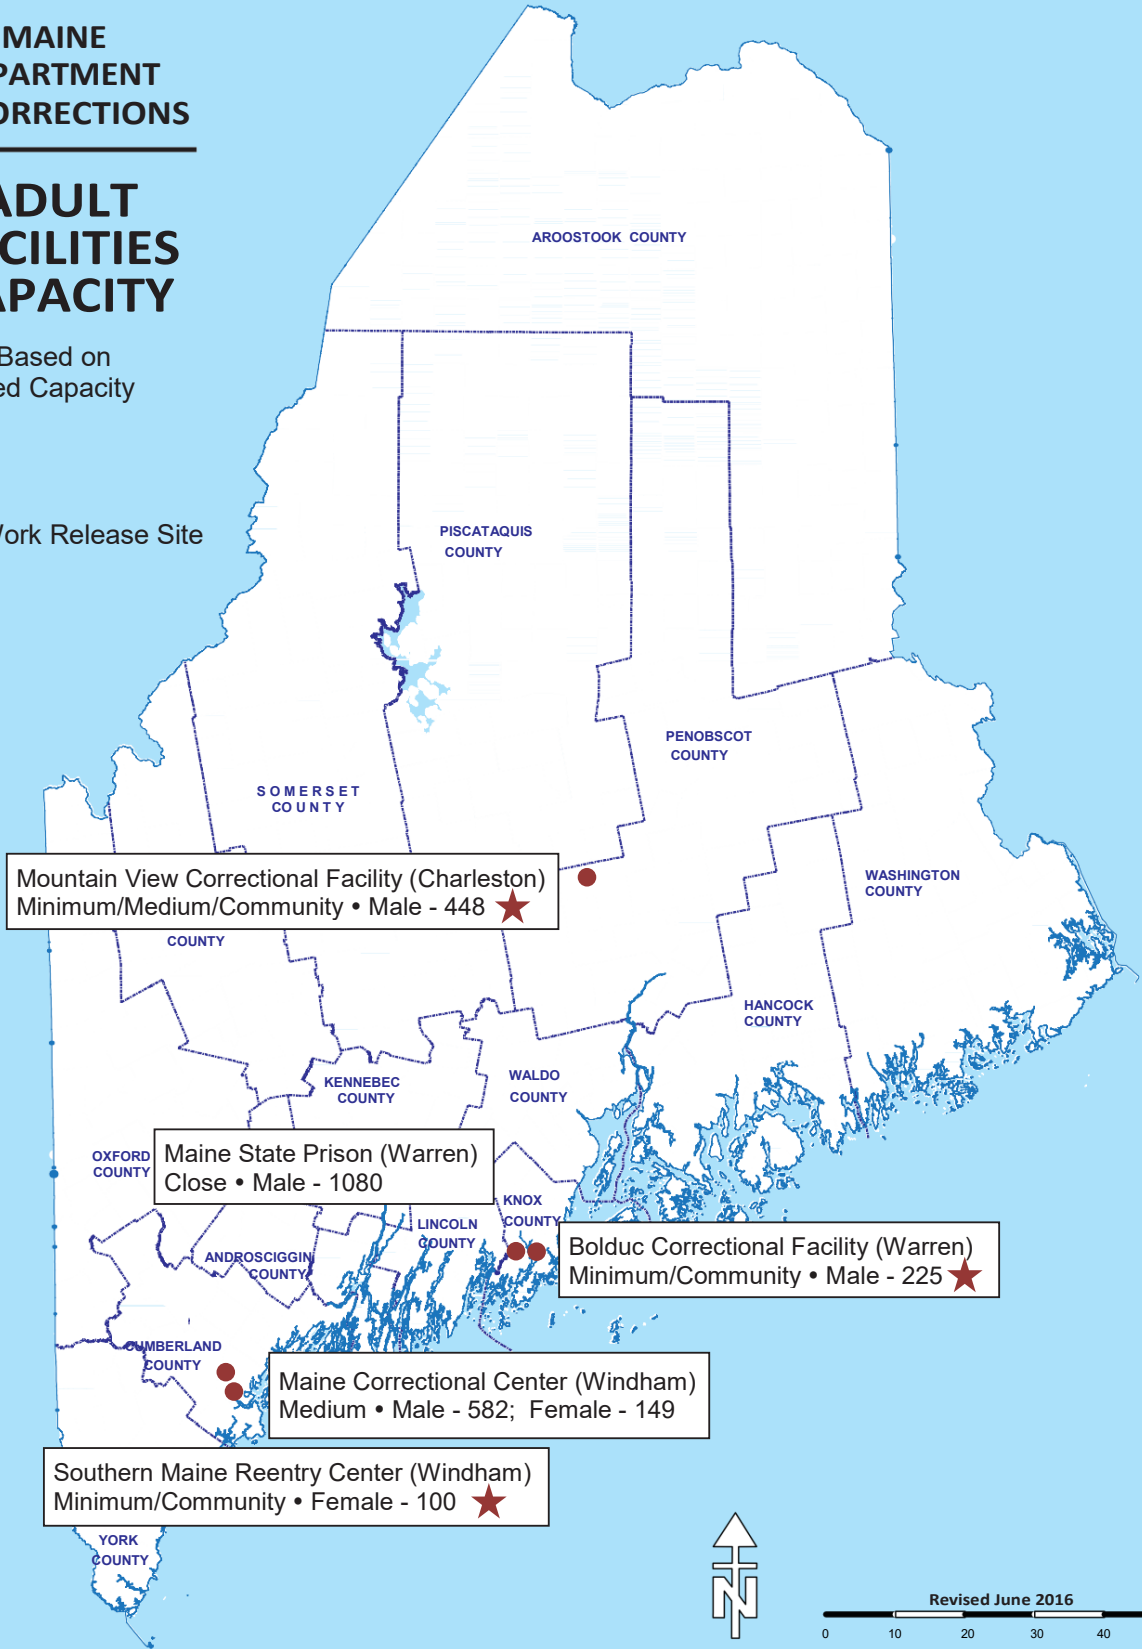 MAINE
PARTMENT
ORRECTIONS
ADULT
CILITIES
APACITY
Based on
ed Capacity
Work Release Site
AROOSTOOK COUNTY
PISCATAQUIS
COUNTY
PENOBSCOT
COUNTY
SOMERSET
COUNTY
Mountain View Correctional Facility (Charleston)
Minimum/Medium/Community • Male - 448
WASHINGTON
COUNTY
COUNTY
HANCOCK
COUNTY
KENNEBEC
COUNTY
WALDO
COUNTY
OXFORD
COUNTY
Maine State Prison (Warren)
Close • Male - 1080
KNOX
COUNTY
LINCOLN
COUNTY
ANDROSCIGGIN
COUNTY
Bolduc Correctional Facility (Warren)
Minimum/Community • Male - 225
CUMBERLAND
COUNTY
Maine Correctional Center (Windham)
Medium • Male - 582; Female - 149
Southern Maine Reentry Center (Windham)
Minimum/Community • Female - 100
YORK
COUNTY
N
Revised June 2016
0 10 20 30 40